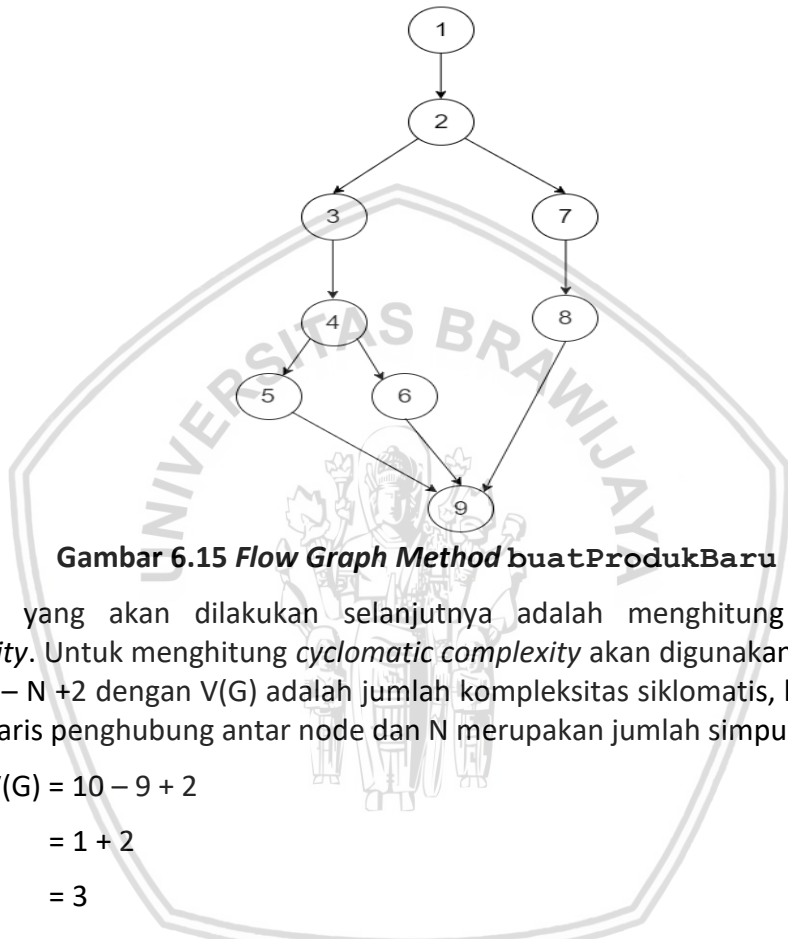 1
2
3
7
4
8
5
6
9
UNIVERSITAS BRAWIJAYA
Gambar 6.15 Flow Graph Method buatProdukBaru
yang akan dilakukan selanjutnya adalah menghitung
ity. Untuk menghitung cyclomatic complexity akan digunakan
– N +2 dengan V(G) adalah jumlah kompleksitas siklomatis,
aris penghubung antar node dan N merupakan jumlah simpu
(G) = 10 – 9 + 2
= 1 + 2
= 3